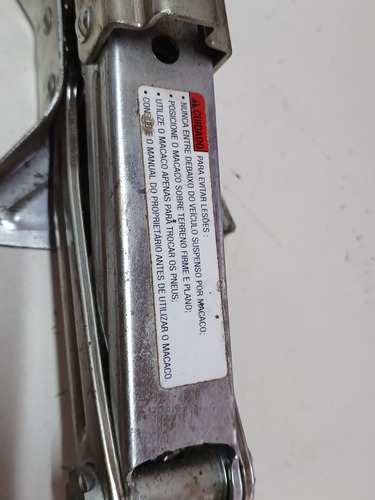 CUIDADO PARA EVITAR LESÕES:
• NUNCA ENTRE DEBAIXO DO VEÍCULO SUSPENSO POR MACACO;
• POSICIONE O MACACO SOBRE TERRENO FIRME E PLANO;
• UTILIZE O MACACO APENAS PARA TROCAR OS PNEUS;
• CONSULTE O MANUAL DO PROPRIETÁRIO ANTES DE UTILIZAR O MACACO.